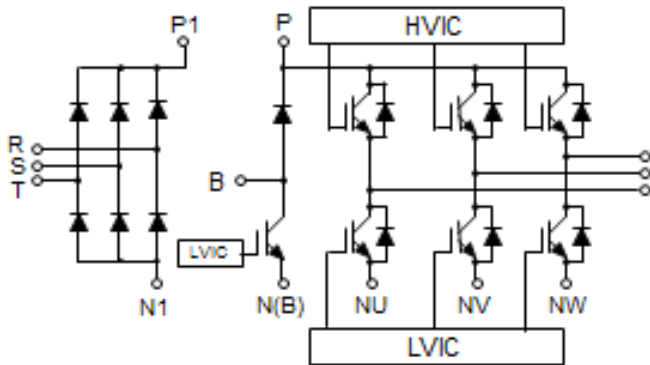 P1 P HVIC
R
S
T
B
LVIC
N1 N(B) NU NV NW
LVIC